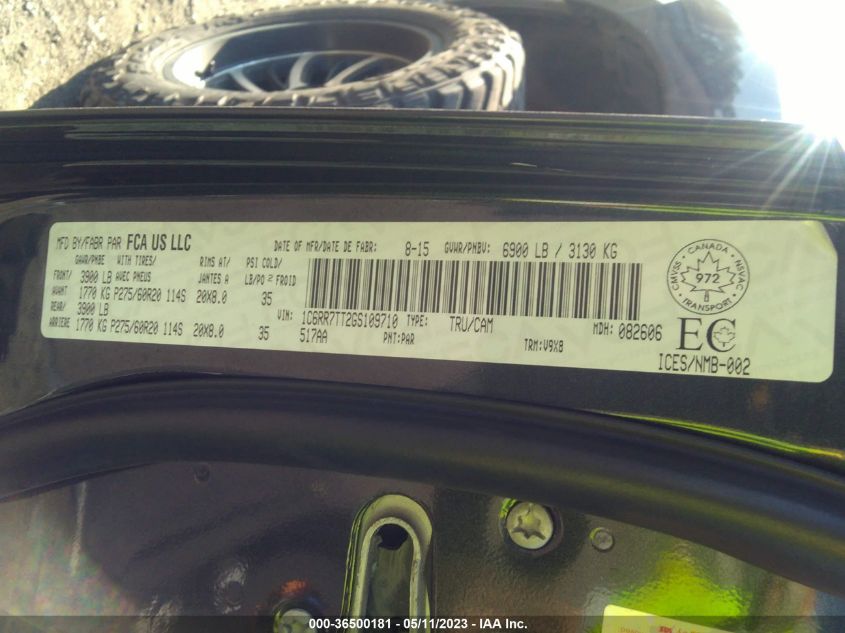 MFD BY/FABR PAR FCA US LLC DATE OF MFR/DATE DE FABR: 8-15 GVWR/PNBV: 6900 LB / 3130 KG
GAWR/PNBE WITH TIRES/ RIMS AT/ PSI COLD/
FRONT/ 3900 LB AVEC PNEUS JANTES A LB/PO² FROID
AVANT 1770 KG P275/60R20 114S 20X8.0 35
REAR/ 3900 LB
ARRIERE 1770 KG P275/60R20 114S 20X8.0 35
VIN: 1C6RR7TT2GS109710 TYPE: TRU/CAM MDH: 082606
517AA PNT:PAR TRM:V9X8
CANADA
CMVSS 972 NSVAC
TRANSPORT
EC
ICES/NMB-002
000-36500181 - 05/11/2023 - IAA Inc.